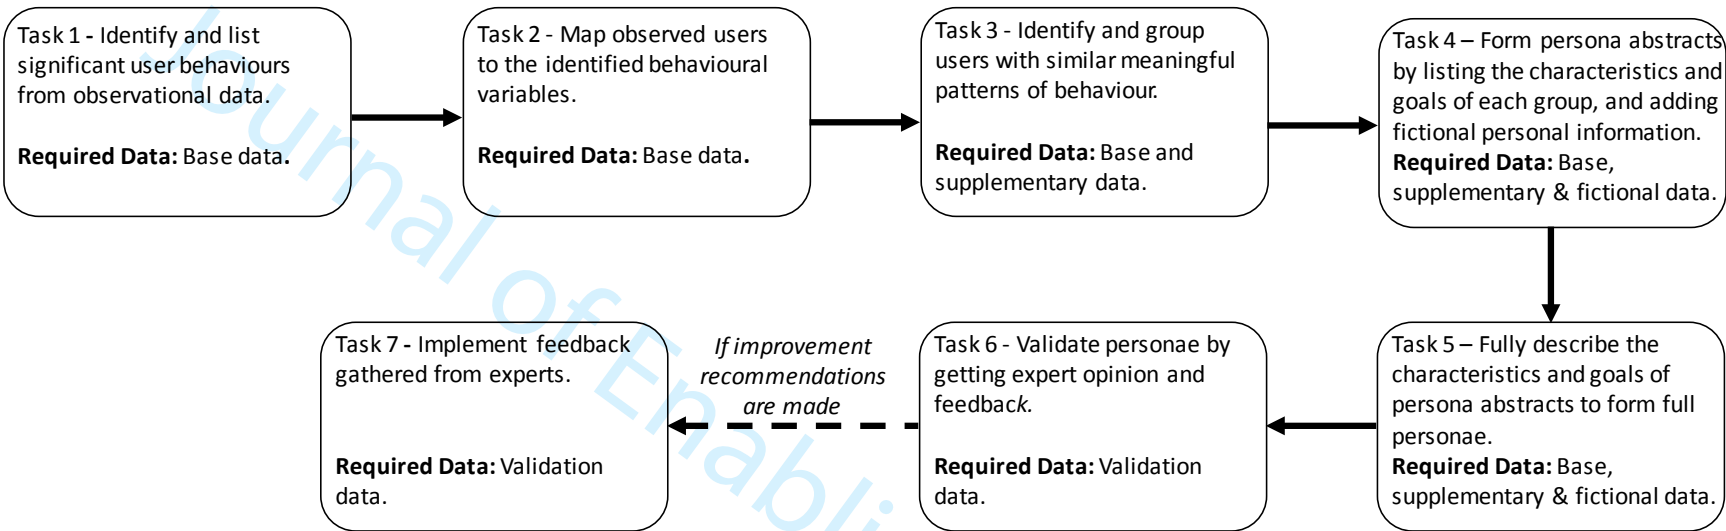 Task 1 - Identify and list
significant user behaviours
from observational data.
Required Data: Base data.
Task 2 - Map observed users
to the identified behavioural
variables.
Required Data: Base data.
Task 3 - Identify and group
users with similar meaningful
patterns of behaviour.
Required Data: Base and
supplementary data.
Task 4 – Form persona abstracts
by listing the characteristics and
goals of each group, and adding
fictional personal information.
Required Data: Base,
supplementary & fictional data.
Task 5 – Fully describe the
characteristics and goals of
persona abstracts to form full
personae.
Required Data: Base,
supplementary & fictional data.
Task 6 - Validate personae by
getting expert opinion and
feedback.
Required Data: Validation
data.
If improvement
recommendations
are made
Task 7 - Implement feedback
gathered from experts.
Required Data: Validation
data.
Journal of Enabli